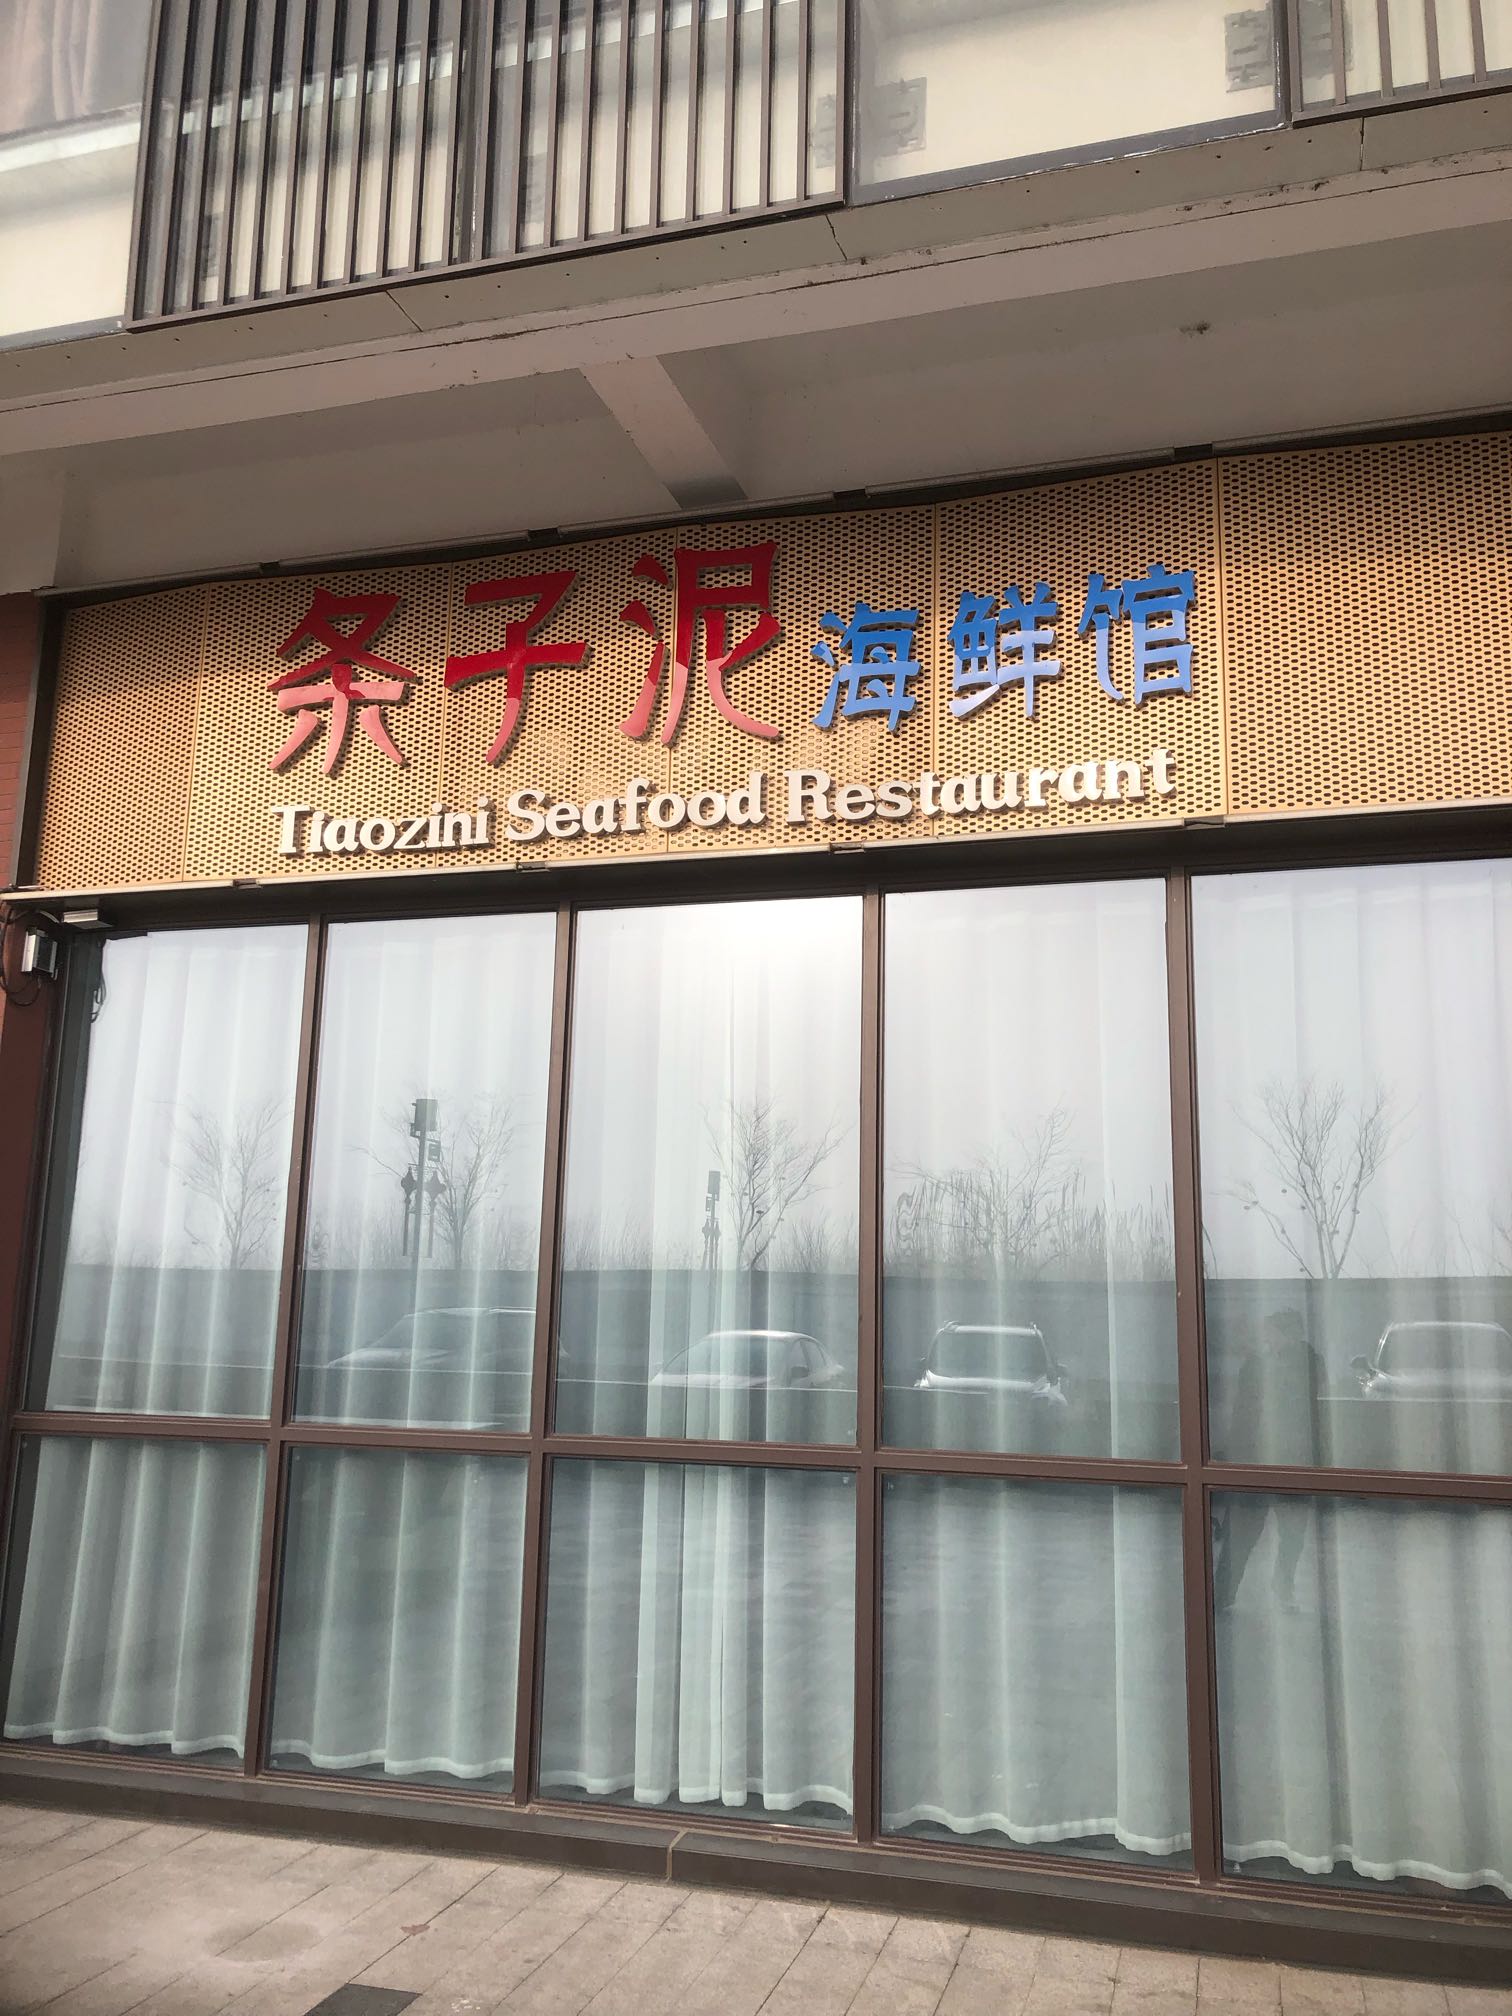 条子泥海鲜馆
Tiaozini Seafood Restaurant